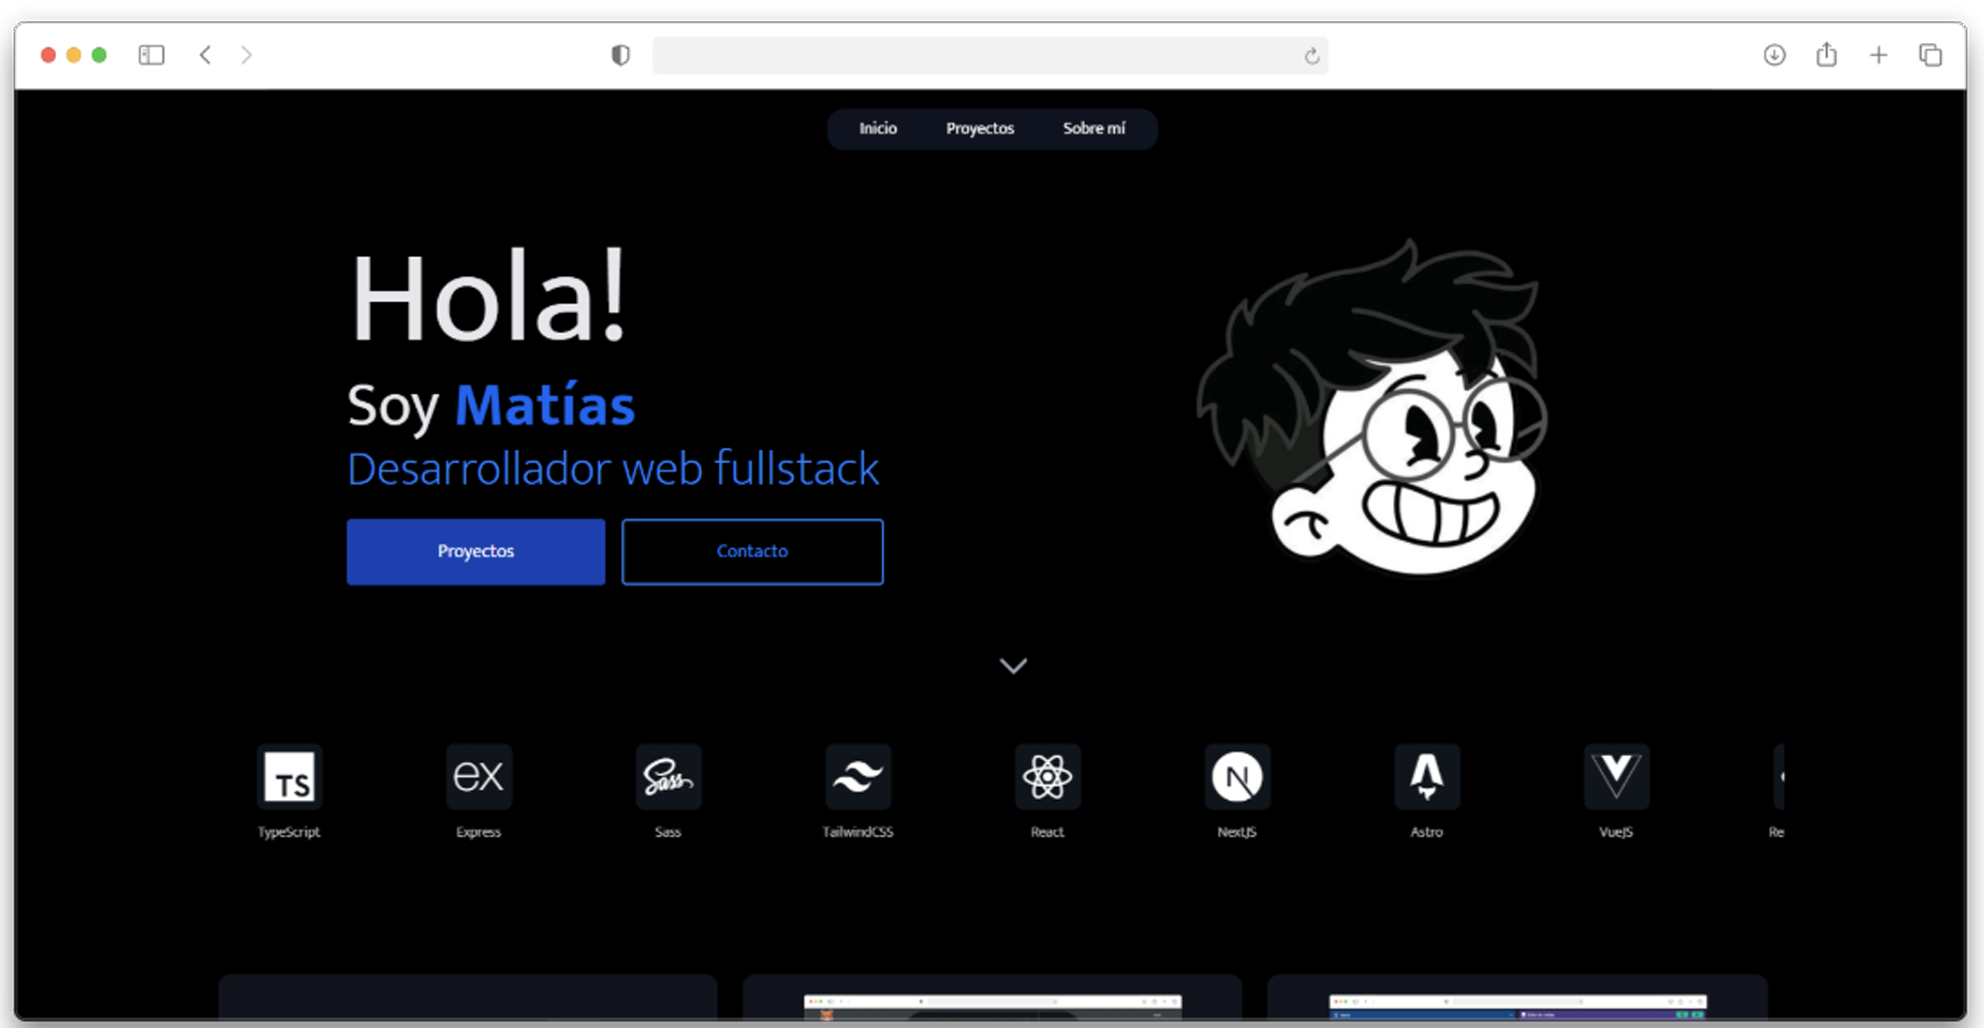 Inicio Proyectos Sobre mí
Hola!
Soy Matías
Desarrollador web fullstack
Proyectos Contacto
TS ex Sass N
TypeScript Express Sass TailwindCSS React NextJS Astro VueJS Re